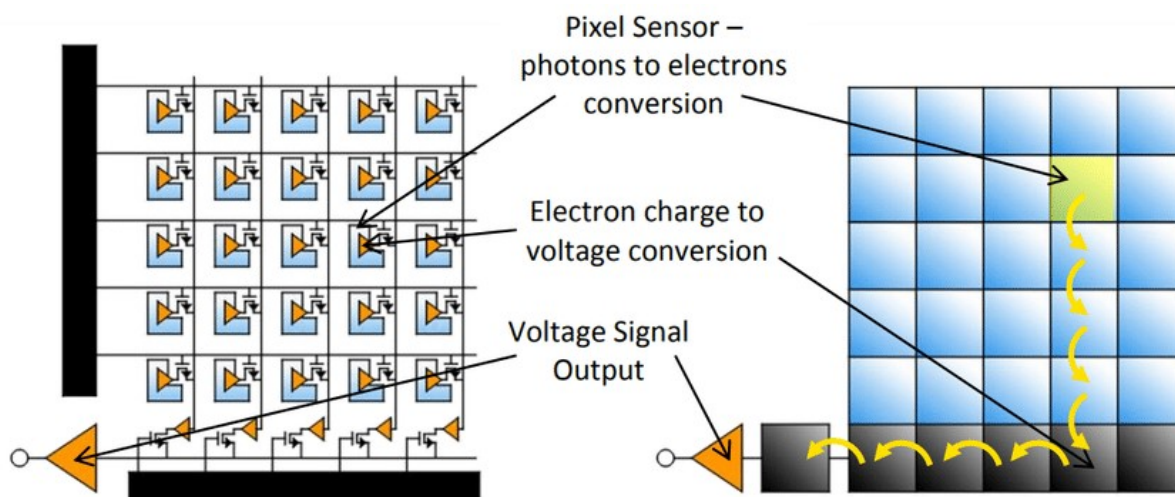 Pixel Sensor –
photons to electrons
conversion
Electron charge to
voltage conversion
Voltage Signal
Output